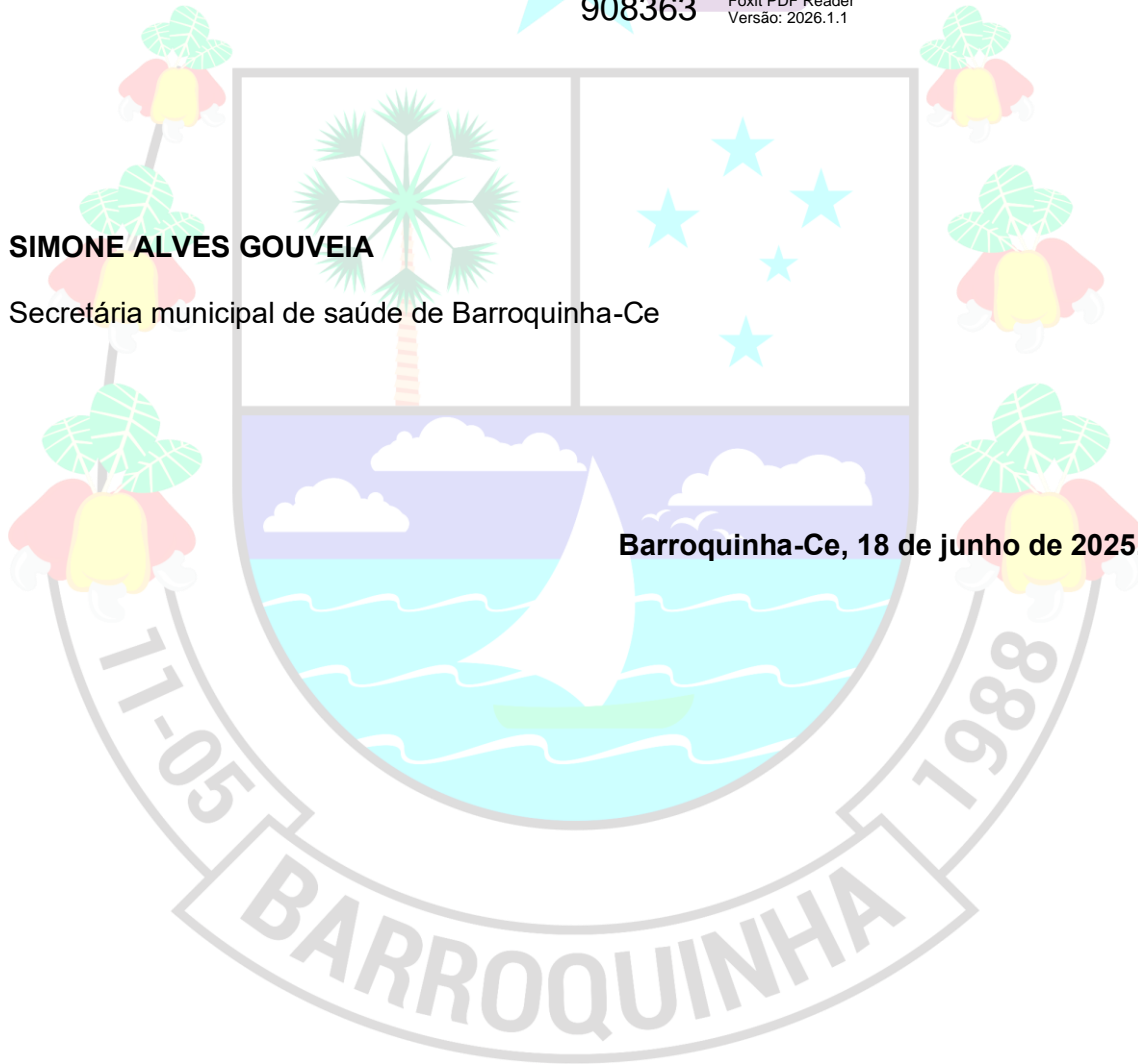 908363
Foxit PDF Reader
Versão: 2026.1.1
SIMONE ALVES GOUVEIA
Secretária municipal de saúde de Barroquinha-Ce
Barroquinha-Ce, 18 de junho de 2025
11-05
BARROQUINHA
1988